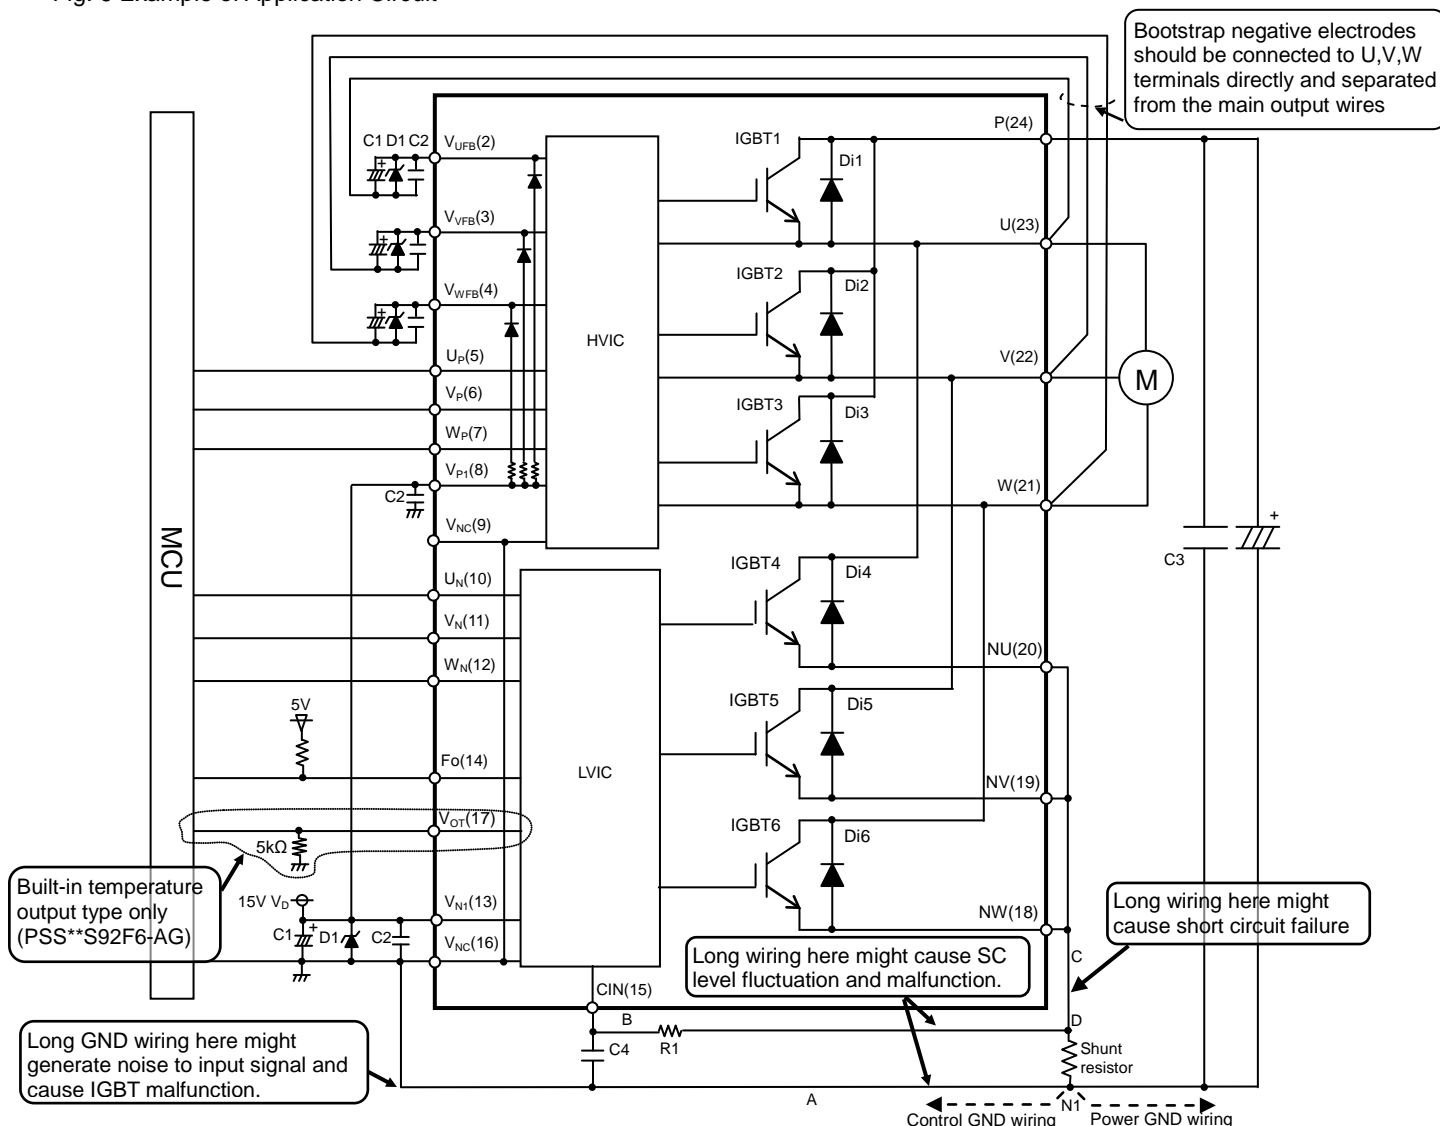 Bootstrap negative electrodes
should be connected to U,V,W
terminals directly and separated
from the main output wires
C1 D1 C2
VUFB(2)
IGBT1
P(24)
Di1
VVFB(3)
U(23)
IGBT2
Di2
VWFB(4)
HVIC
UP(5)
V(22)
M
VP(6)
IGBT3
Di3
WP(7)
VP1(8)
C2
W(21)
+
VNC(9)
C3
MCU
IGBT4
Di4
UN(10)
VN(11)
NU(20)
WN(12)
5V
IGBT5
Di5
Fo(14)
LVIC
NV(19)
VOT(17)
5kΩ
IGBT6
Di6
Built-in temperature
output type only
(PSS**S92F6-AG)
15V VD
VN1(13)
C1
+
D1
C2
NW(18)
Long wiring here might
cause short circuit failure
VNC(16)
Long wiring here might cause SC
level fluctuation and malfunction.
C
CIN(15)
B
D
R1
C4
Shunt
resistor
Long GND wiring here might
generate noise to input signal and
cause IGBT malfunction.
A
N1
Control GND wiring
Power GND wiring